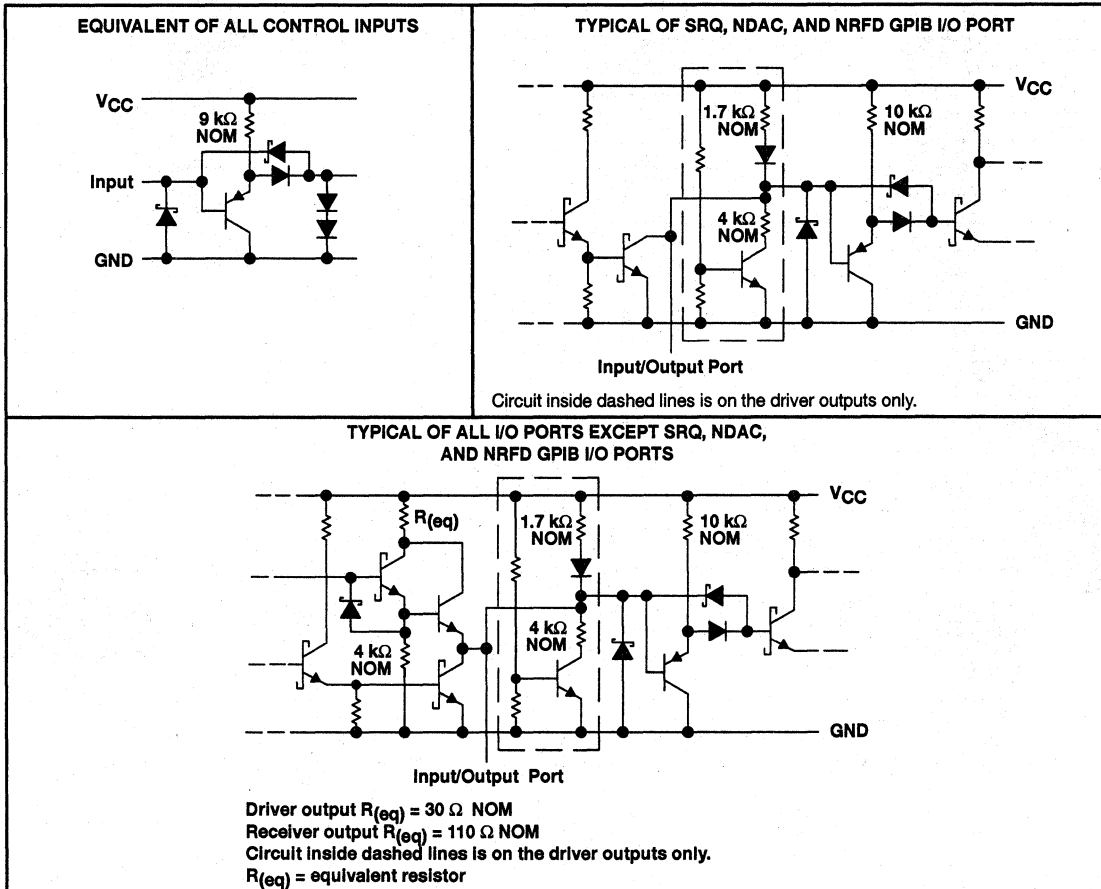 EQUIVALENT OF ALL CONTROL INPUTS
VCC
9 kΩ
NOM
Input
GND
TYPICAL OF SRQ, NDAC, AND NRFD GPIB I/O PORT
VCC
1.7 kΩ
NOM
10 kΩ
NOM
4 kΩ
NOM
GND
Input/Output Port
Circuit inside dashed lines is on the driver outputs only.
TYPICAL OF ALL I/O PORTS EXCEPT SRQ, NDAC,
AND NRFD GPIB I/O PORTS
VCC
R(eq)
1.7 kΩ
NOM
10 kΩ
NOM
4 kΩ
NOM
4 kΩ
NOM
GND
Input/Output Port
Driver output R(eq) = 30 Ω NOM
Receiver output R(eq) = 110 Ω NOM
Circuit inside dashed lines is on the driver outputs only.
R(eq) = equivalent resistor